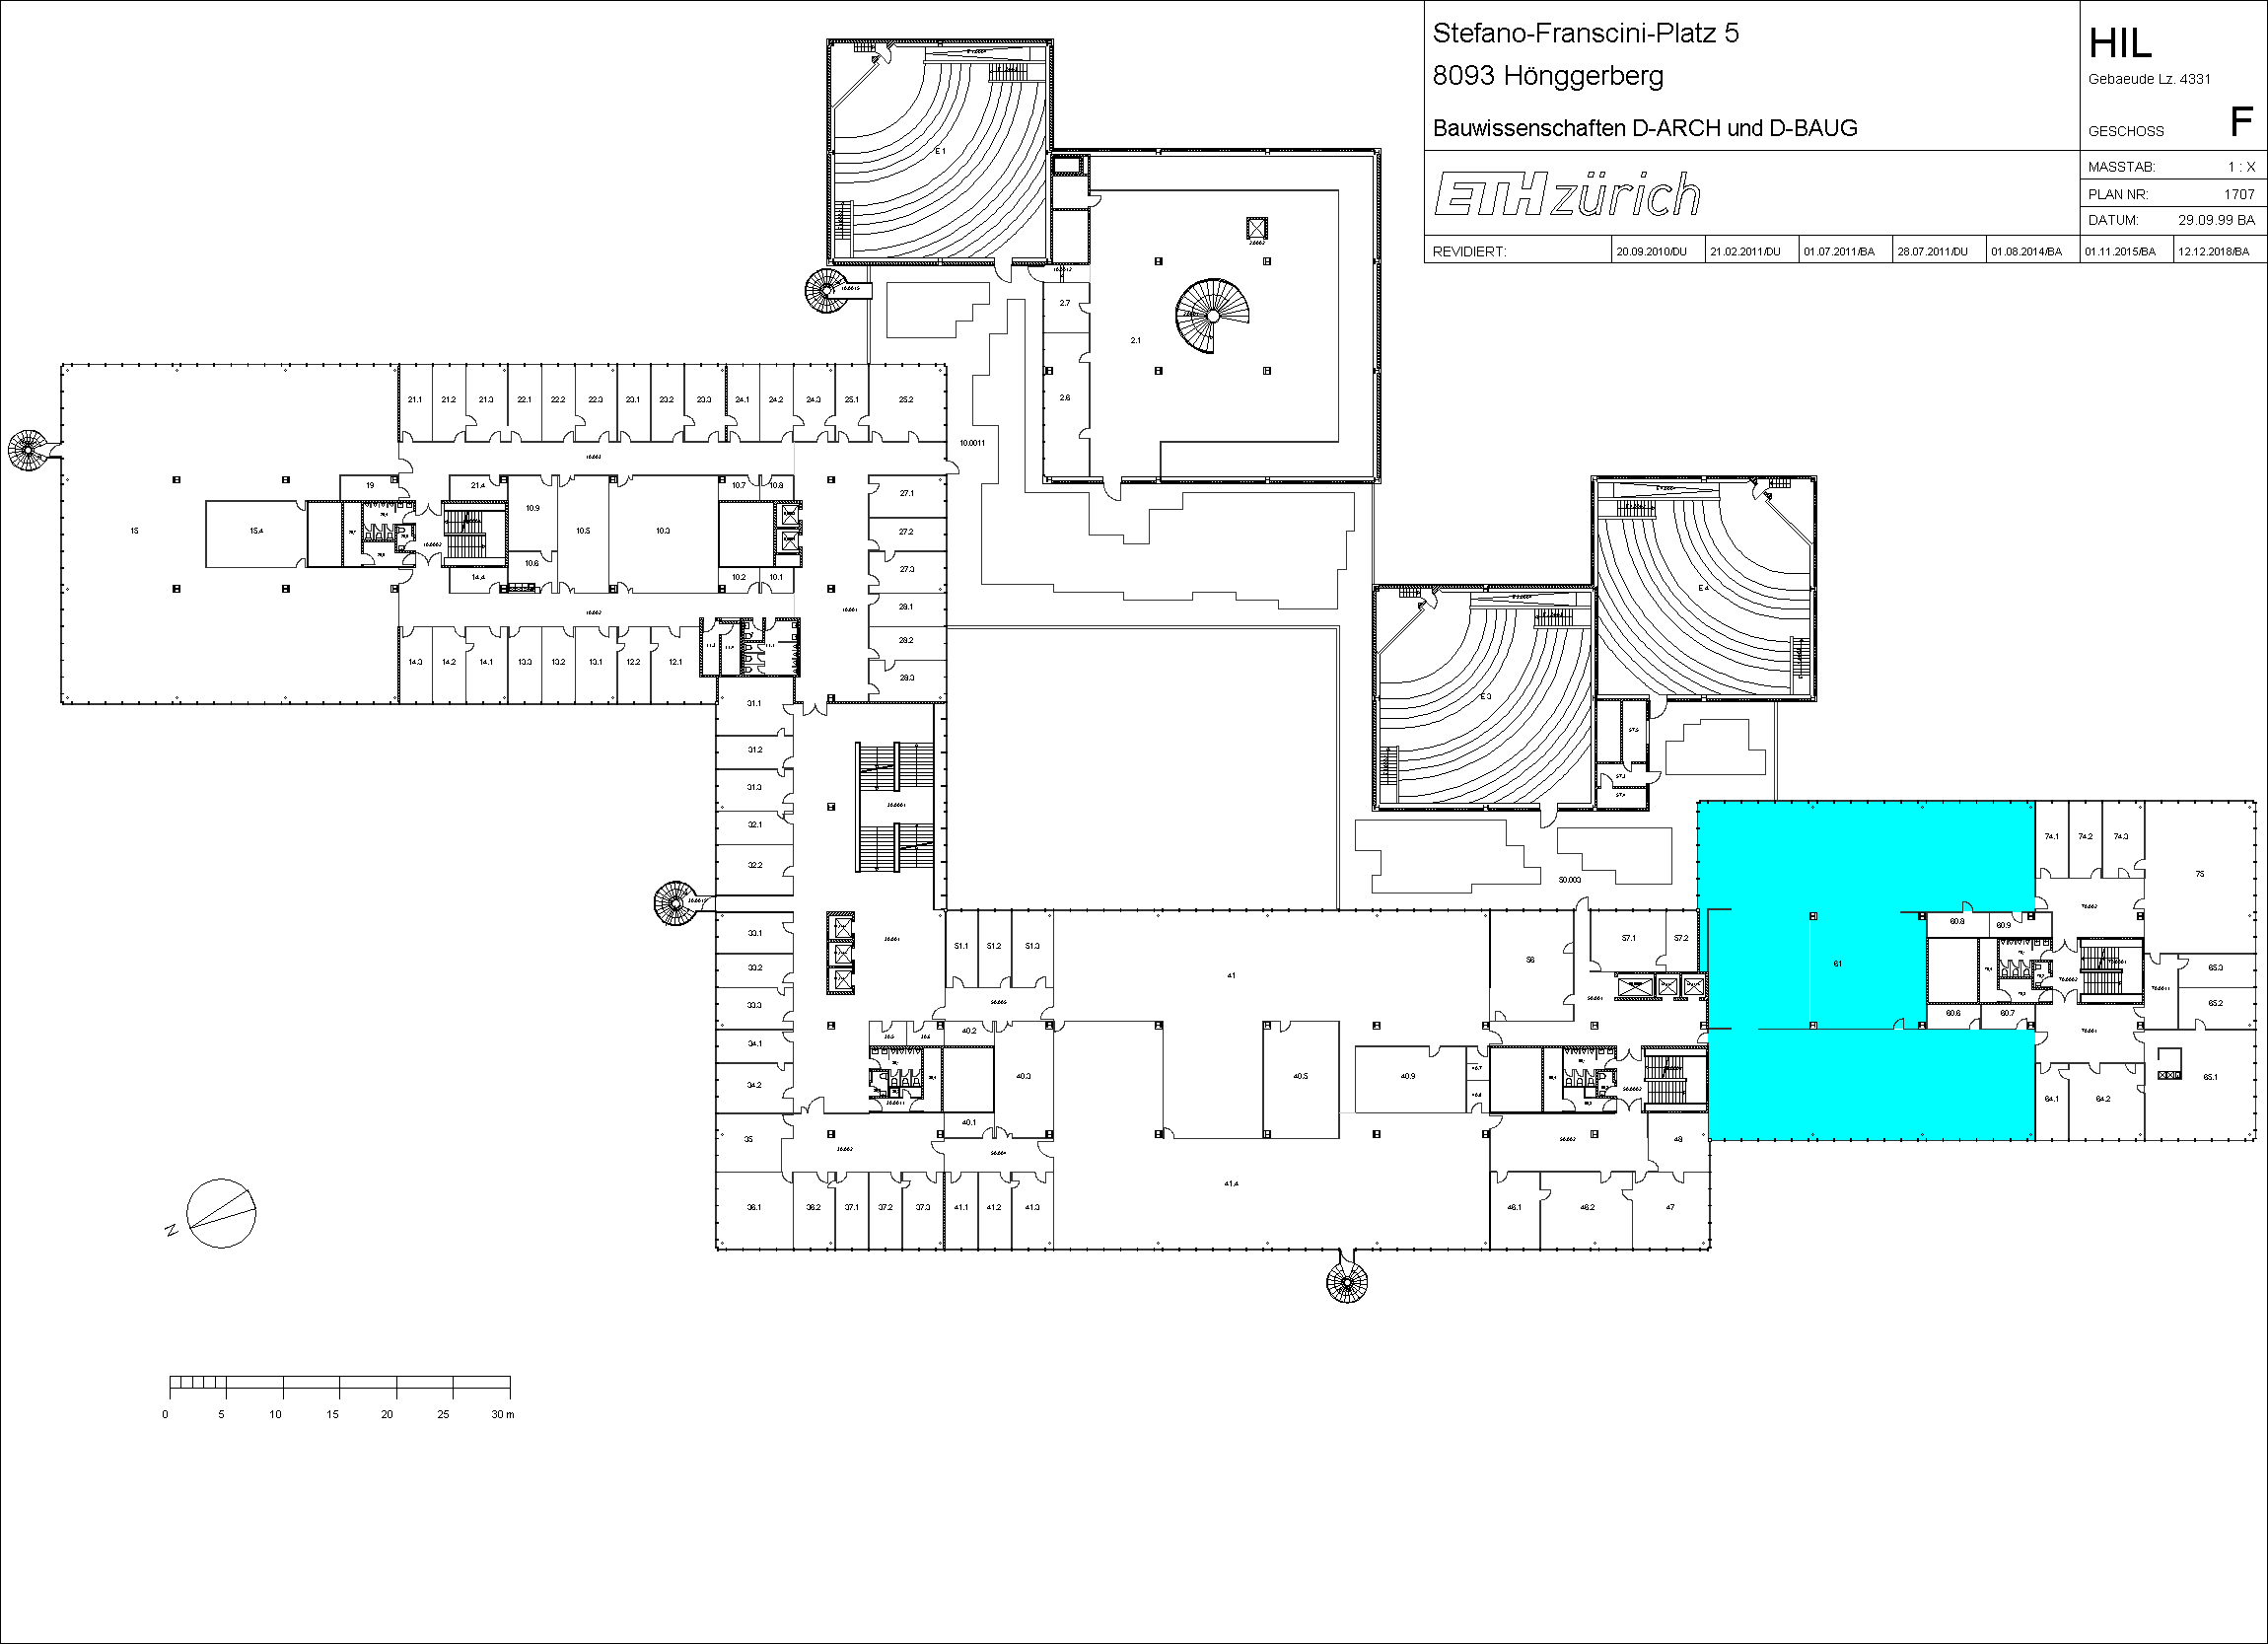 Stefano-Franscini-Platz 5
8093 Hönggerberg
Bauwissenschaften D-ARCH und D-BAUG
HIL
Gebaeude Lz. 4331
GESCHOSS F
ETH zürich
MASSTAB: 1 : X
PLAN NR: 1707
DATUM: 29.09.99 BA
REVIDIERT: 20.09.2010/DU 21.02.2011/DU 01.07.2011/BA 28.07.2011/DU 01.08.2014/BA 01.11.2015/BA 12.12.2018/BA
E 1
2.7
2.1
2.6
21.1 21.2 21.3 22.1 22.2 22.3 23.1 23.2 23.3 24.1 24.2 24.3 25.1 25.2
10.0011
19 21.4 10.7 10.8 27.1
15 15.4 10.9 10.5 10.3 27.2
10.6 27.3
14.4 10.2 10.1
28.1
28.2
14.3 14.2 14.1 13.3 13.2 13.1 12.2 12.1
28.3
E 4
E 3
31.1
31.2
31.3
32.1
32.2
33.1
33.2
33.3
34.1
34.2
35
36.1 36.2 37.1 37.2 37.3 41.1 41.2 41.3
51.1 51.2 51.3
41
40.2
40.3
40.5
40.9
40.1
41.4
50.003
56
57.1 57.2
48
46.1 46.2 47
61
60.8 60.9
60.6 60.7
74.1 74.2 74.3
75
65.3
65.2
65.1
64.1 64.2
N
0 5 10 15 20 25 30 m